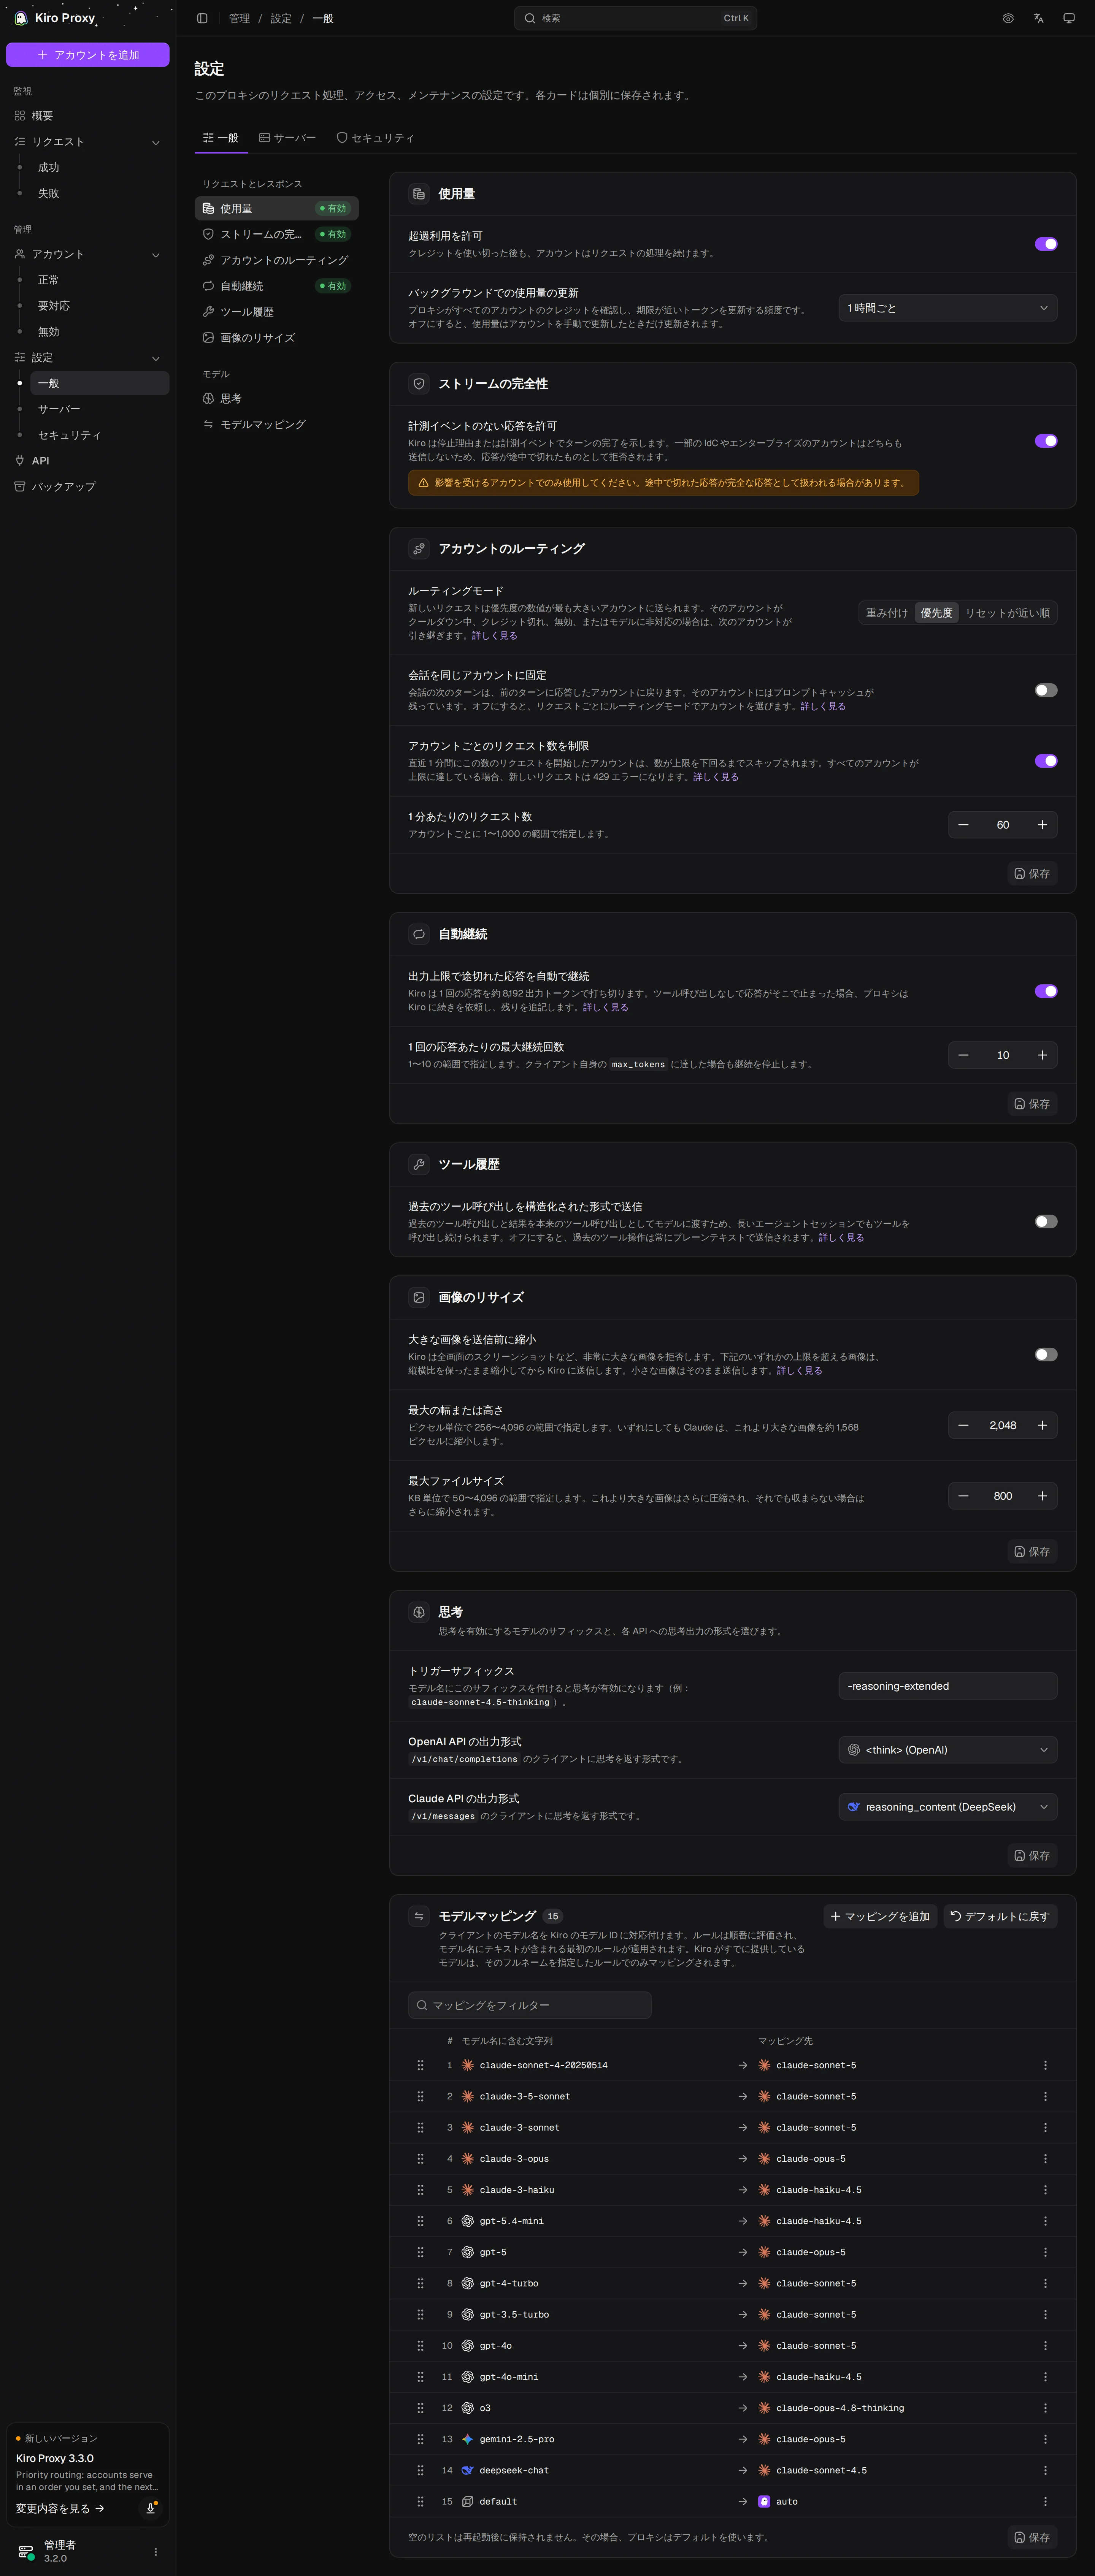 Kiro Proxy
管理 / 設定 / 一般
検索
Ctrl K
アカウントを追加
監視
概要
リクエスト
成功
失敗
管理
アカウント
正常
要対応
無効
設定
一般
サーバー
セキュリティ
API
バックアップ
新しいバージョン
Kiro Proxy 3.3.0
Priority routing: accounts serve
in an order you set, and the next...
変更内容を見る
管理者
3.2.0
設定
このプロキシのリクエスト処理、アクセス、メンテナンスの設定です。各カードは個別に保存されます。
一般
サーバー
セキュリティ
リクエストとレスポンス
使用量
有効
ストリームの完...
有効
アカウントのルーティング
自動継続
有効
ツール履歴
画像のリサイズ
モデル
思考
モデルマッピング
使用量
超過利用を許可
クレジットを使い切った後も、アカウントはリクエストの処理を続けます。
バックグラウンドでの使用量の更新
プロキシがすべてのアカウントのクレジットを確認し、期限が近いトークンを更新する頻度です。
オフにすると、使用量はアカウントを手動で更新したときだけ更新されます。
1 時間ごと
ストリームの完全性
計測イベントのない応答を許可
Kiro は停止理由または計測イベントでターンの完了を示します。一部の IdC やエンタープライズのアカウントはどちらも
送信しないため、応答が途中で切れたものとして拒否されます。
影響を受けるアカウントでのみ使用してください。途中で切れた応答が完全な応答として扱われる場合があります。
アカウントのルーティング
ルーティングモード
新しいリクエストは優先度の数値が最も大きいアカウントに送られます。そのアカウントが
クールダウン中、クレジット切れ、無効、またはモデルに非対応の場合は、次のアカウントが
引き継ぎます。詳しく見る
重み付け
優先度
リセットが近い順
会話を同じアカウントに固定
会話の次のターンは、前のターンに応答したアカウントに戻ります。そのアカウントにはプロンプトキャッシュが
残っています。オフにすると、リクエストごとにルーティングモードでアカウントを選びます。詳しく見る
アカウントごとのリクエスト数を制限
直近 1 分間にこの数のリクエストを開始したアカウントは、数が上限を下回るまでスキップされます。すべてのアカウントが
上限に達している場合、新しいリクエストは 429 エラーになります。詳しく見る
1 分あたりのリクエスト数
アカウントごとに 1〜1,000 の範囲で指定します。
60
保存
自動継続
出力上限で途切れた応答を自動で継続
Kiro は 1 回の応答を約 8,192 出力トークンで打ち切ります。ツール呼び出しなしで応答がそこで止まった場合、プロキシは
Kiro に続きを依頼し、残りを追記します。詳しく見る
1 回の応答あたりの最大継続回数
1〜10 の範囲で指定します。クライアント自身の max_tokens に達した場合も継続を停止します。
10
保存
ツール履歴
過去のツール呼び出しを構造化された形式で送信
過去のツール呼び出しと結果を本来のツール呼び出しとしてモデルに渡すため、長いエージェントセッションでもツールを
呼び出し続けられます。オフにすると、過去のツール操作は常にプレーンテキストで送信されます。詳しく見る
画像のリサイズ
大きな画像を送信前に縮小
Kiro は全画面のスクリーンショットなど、非常に大きな画像を拒否します。下記のいずれかの上限を超える画像は、
縦横比を保ったまま縮小してから Kiro に送信します。小さな画像はそのまま送信します。詳しく見る
最大の幅または高さ
ピクセル単位で 256〜4,096 の範囲で指定します。いずれにしても Claude は、これより大きな画像を約 1,568
ピクセルに縮小します。
2,048
最大ファイルサイズ
KB 単位で 50〜4,096 の範囲で指定します。これより大きな画像はさらに圧縮され、それでも収まらない場合は
さらに縮小されます。
800
保存
思考
思考を有効にするモデルのサフィックスと、各 API への思考出力の形式を選びます。
トリガーサフィックス
モデル名にこのサフィックスを付けると思考が有効になります（例：
claude-sonnet-4.5-thinking）。
-reasoning-extended
OpenAI API の出力形式
/v1/chat/completions のクライアントに思考を返す形式です。
<think> (OpenAI)
Claude API の出力形式
/v1/messages のクライアントに思考を返す形式です。
reasoning_content (DeepSeek)
保存
モデルマッピング 15
クライアントのモデル名を Kiro のモデル ID に対応付けます。ルールは順番に評価され、
モデル名にテキストが含まれる最初のルールが適用されます。Kiro がすでに提供している
モデルは、そのフルネームを指定したルールでのみマッピングされます。
マッピングを追加
デフォルトに戻す
マッピングをフィルター
# モデル名に含む文字列 マッピング先
1 claude-sonnet-4-20250514 → claude-sonnet-5
2 claude-3-5-sonnet → claude-sonnet-5
3 claude-3-sonnet → claude-sonnet-5
4 claude-3-opus → claude-opus-5
5 claude-3-haiku → claude-haiku-4.5
6 gpt-5.4-mini → claude-haiku-4.5
7 gpt-5 → claude-opus-5
8 gpt-4-turbo → claude-sonnet-5
9 gpt-3.5-turbo → claude-sonnet-5
10 gpt-4o → claude-sonnet-5
11 gpt-4o-mini → claude-haiku-4.5
12 o3 → claude-opus-4.8-thinking
13 gemini-2.5-pro → claude-opus-5
14 deepseek-chat → claude-sonnet-4.5
15 default → auto
空のリストは再起動後に保持されません。その場合、プロキシはデフォルトを使います。
保存